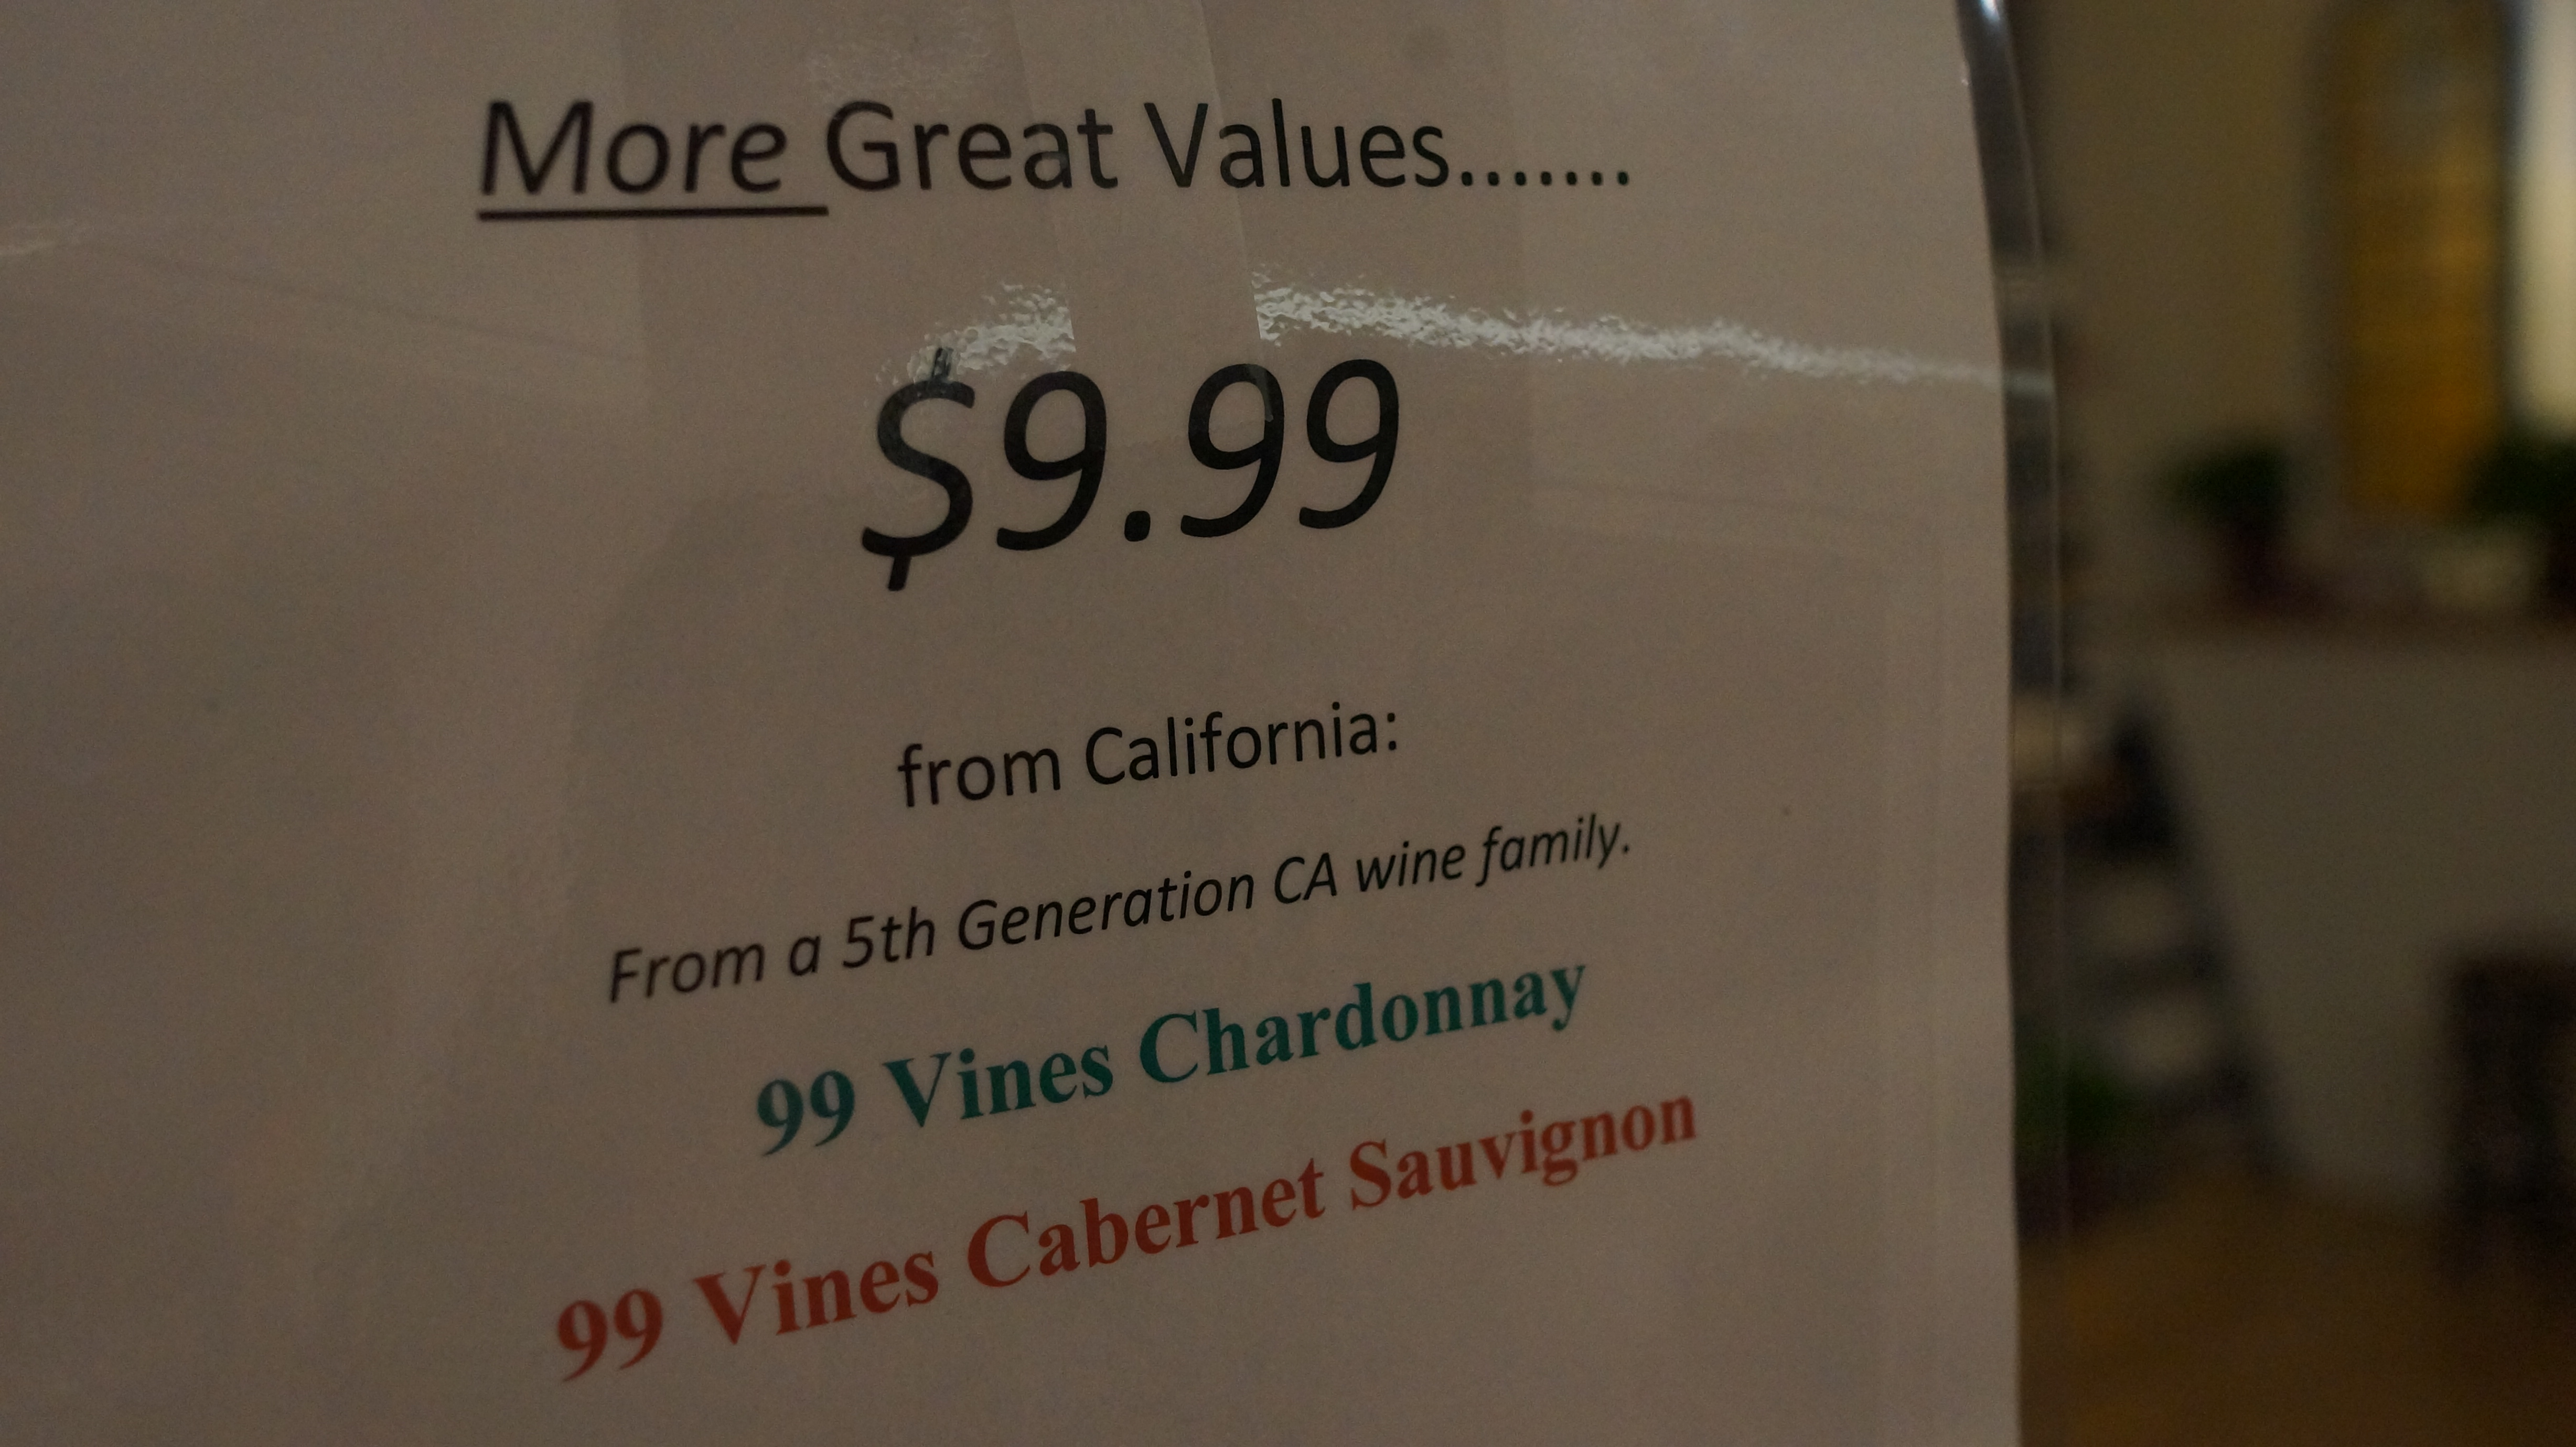 More Great Values.......
$9.99
from California:
From a 5th Generation CA wine family.
99 Vines Chardonnay
99 Vines Cabernet Sauvignon